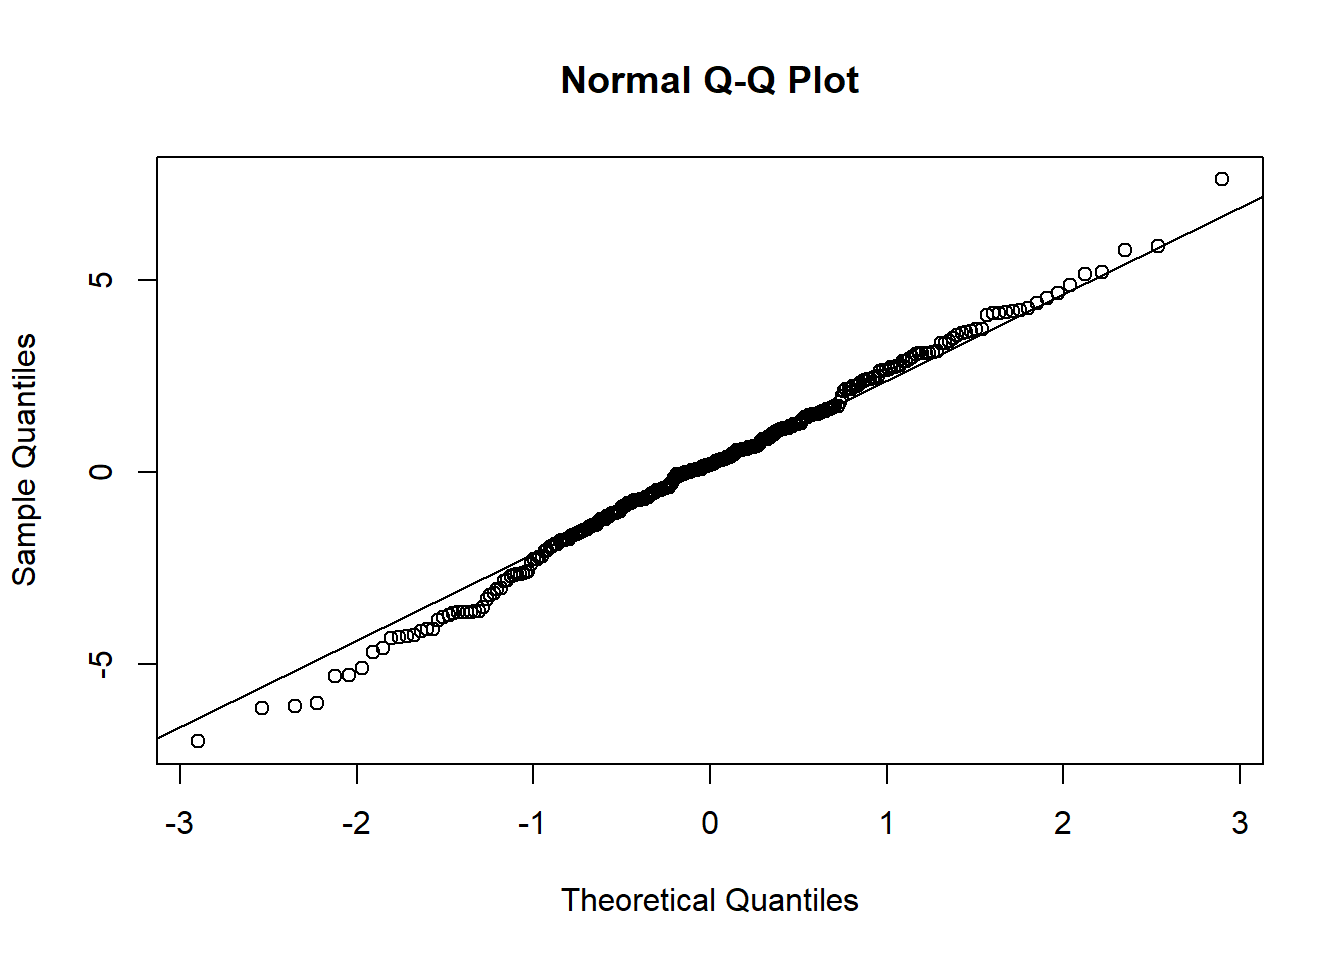 Normal Q-Q Plot
Sample Quantiles
5
0
-5
-3 -2 -1 0 1 2 3
Theoretical Quantiles